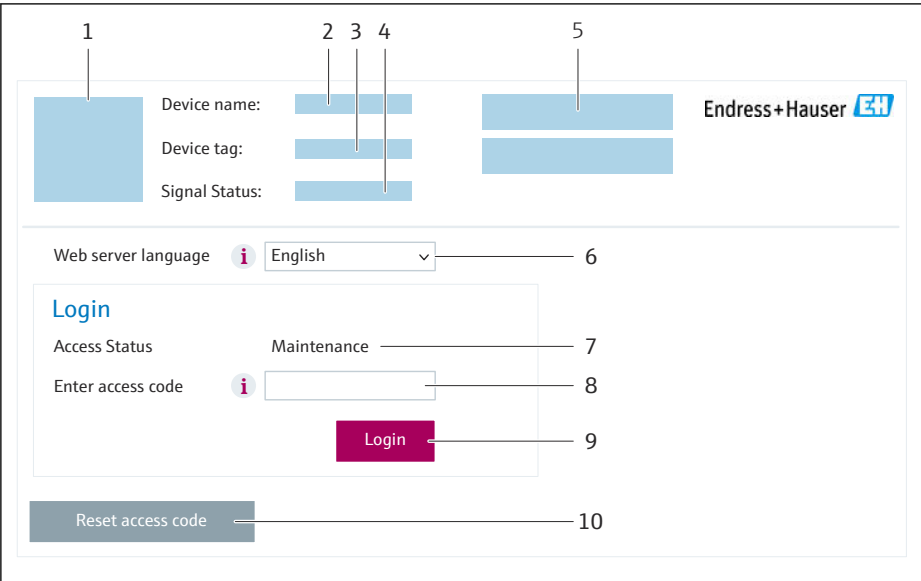 1 2 3 4 5
Device name:
Endress+Hauser EH
Device tag:
Signal Status:
Web server language i English 6
Login
Access Status Maintenance 7
Enter access code i 8
Login 9
Reset access code 10